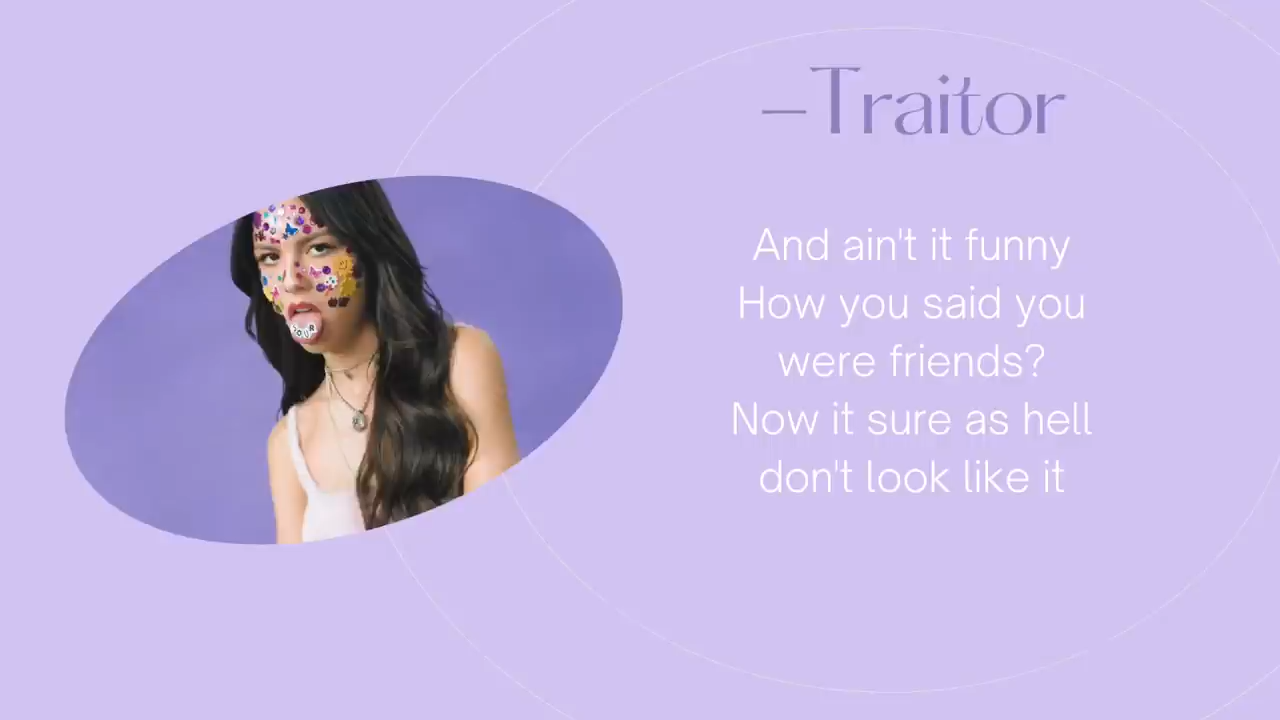 –Traitor
And ain't it funny
How you said you
were friends?
Now it sure as hell
don't look like it
SOUR